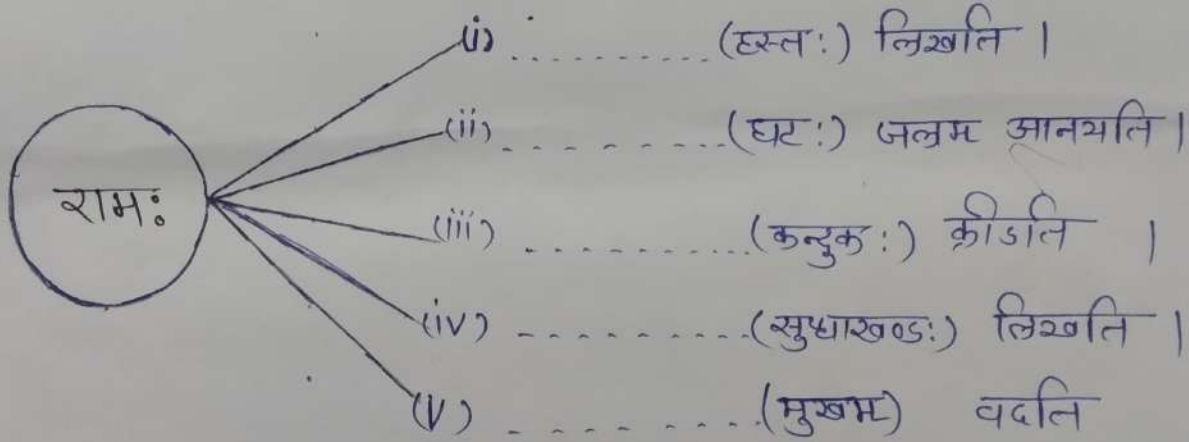 (i) ............ (हस्त:) लिखति |
(ii) ............ (घट:) जलम आनयति |
राम:
(iii) ............ (कन्दुक:) क्रीडति |
(iv) ............ (सुधाखण्ड:) लिखति |
(V) ............ (मुखम) वदति